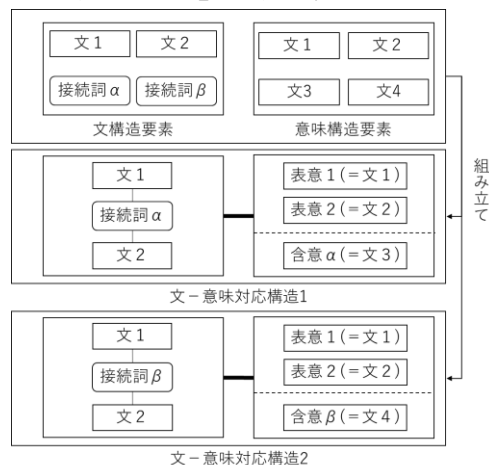 文1 文2
接続詞α 接続詞β
文構造要素
文1 文2
文3 文4
意味構造要素
組み立て
文1
接続詞α
文2
表意1(=文1)
表意2(=文2)
含意α(=文3)
文−意味対応構造1
文1
接続詞β
文2
表意1(=文1)
表意2(=文2)
含意β(=文4)
文−意味対応構造2